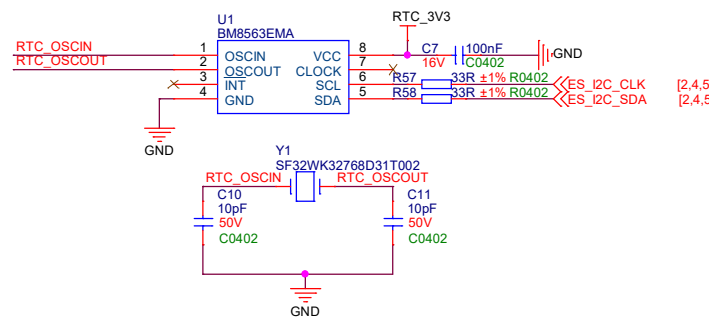 RTC_3V3
U1
BM8563EMA
RTC_OSCIN 1 OSCIN VCC 8 C7 100nF GND
RTC_OSCOUT 2 OSCOUT CLOCK 7 16V C0402
3 INT SCL 6 R57 33R ±1% R0402 ES_I2C_CLK [2,4,5
4 GND SDA 5 R58 33R ±1% R0402 ES_I2C_SDA [2,4,5
GND
Y1
SF32WK32768D31T002
RTC_OSCIN RTC_OSCOUT
C10 C11
10pF 10pF
50V 50V
C0402 C0402
GND